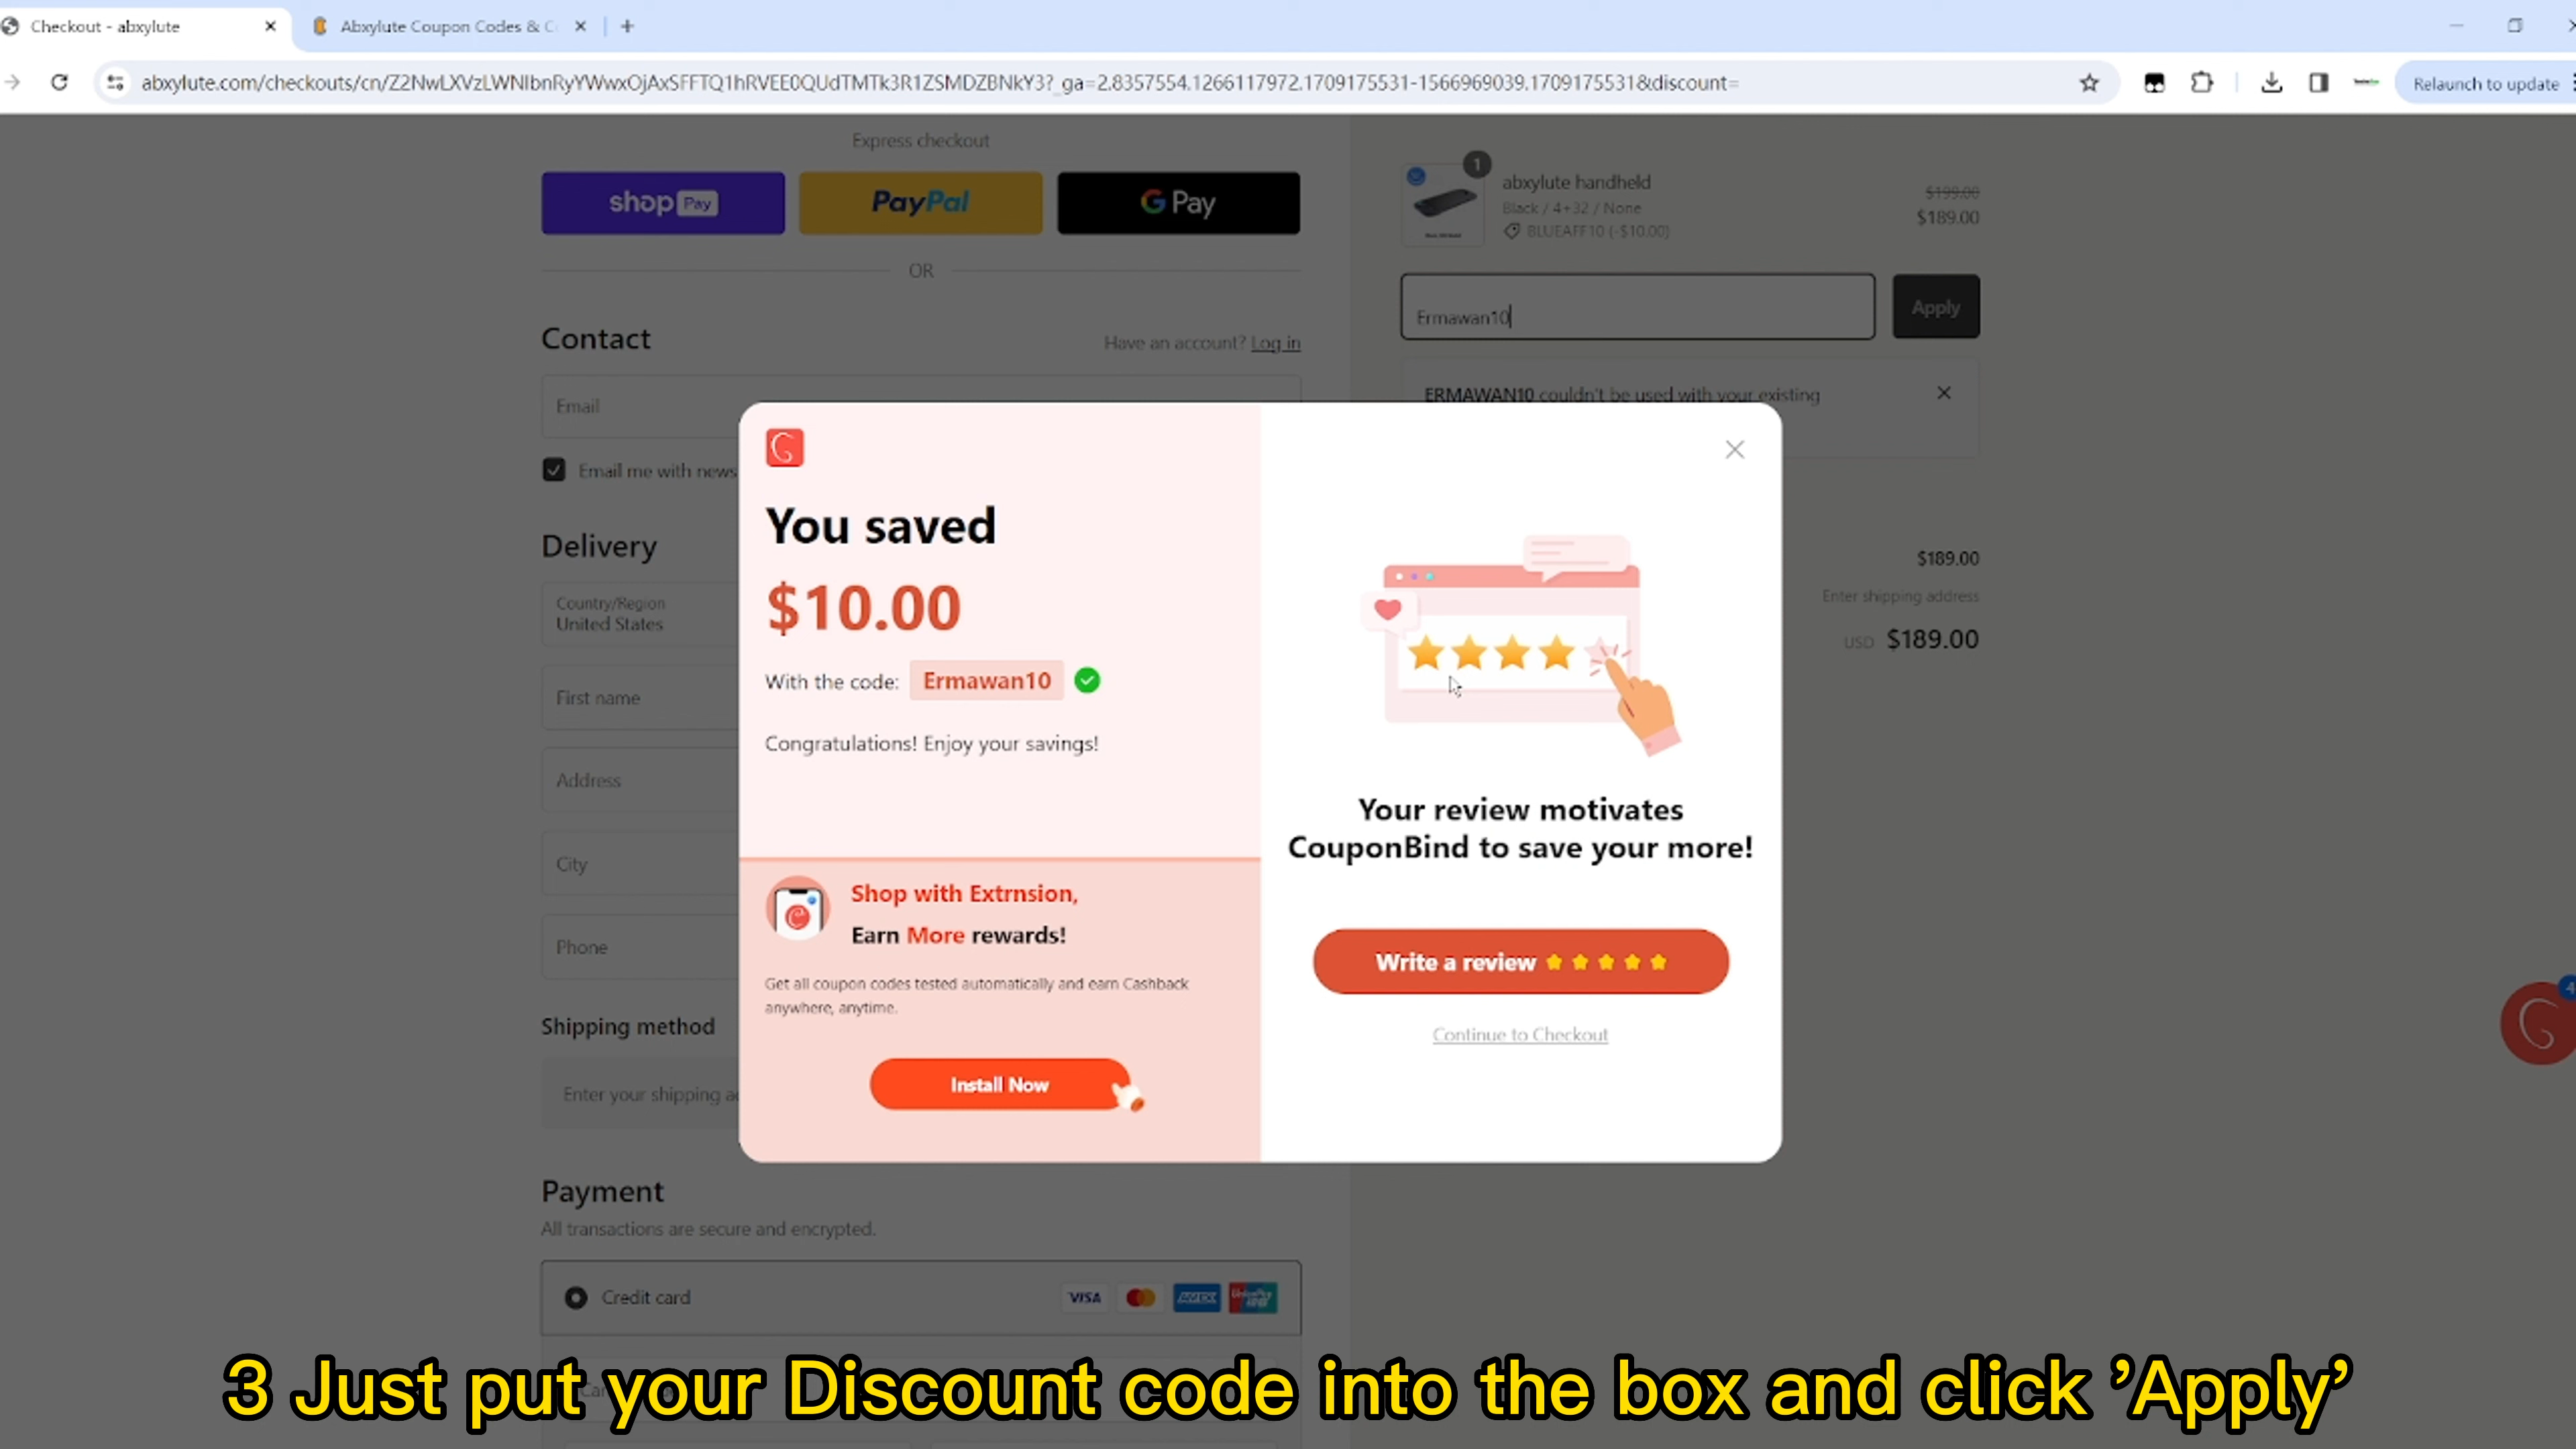 Checkout - abxylute
Abxylute Coupon Codes & C
abxylute.com/checkouts/cn/Z2NwLXVzLWNlbnRyYWwxOjAxSFFTQ1hRVEE0QUdTMTk3R1ZSMDZBNkY3?_ga=2.8357554.1266117972.1709175531-1566969039.1709175531&discount=
Relaunch to update
Express checkout
shop Pay
PayPal
G Pay
OR
Contact
Have an account? Log in
Email
Email me with news
Delivery
Country/Region
United States
First name
Address
City
Phone
Shipping method
Enter your shipping ad
Payment
All transactions are secure and encrypted.
Credit card
VISA
AMEX
UnionPay
1
abxylute handheld
$199.00
Black / 4+32 / None
$189.00
BLUEAFF10 (-$10.00)
Ermawan10
Apply
ERMAWAN10 couldn't be used with your existing
$189.00
Enter shipping address
USD $189.00
You saved
$10.00
With the code: Ermawan10
Congratulations! Enjoy your savings!
Shop with Extrnsion,
Earn More rewards!
Get all coupon codes tested automatically and earn Cashback
anywhere, anytime.
Install Now
Your review motivates
CouponBind to save your more!
Write a review
Continue to Checkout
4
3 Just put your Discount code into the box and click 'Apply'